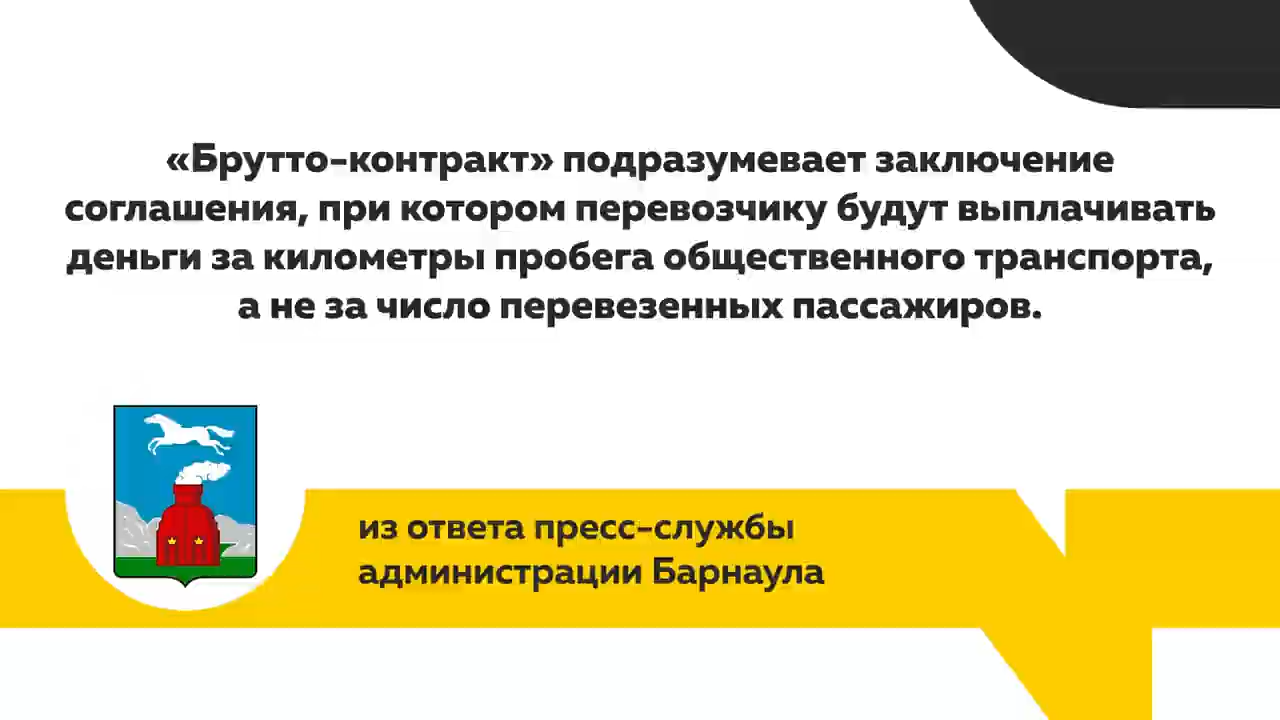 «Брутто-контракт» подразумевает заключение
соглашения, при котором перевозчику будут выплачивать
деньги за километры пробега общественного транспорта,
а не за число перевезенных пассажиров.
из ответа пресс-службы
администрации Барнаула